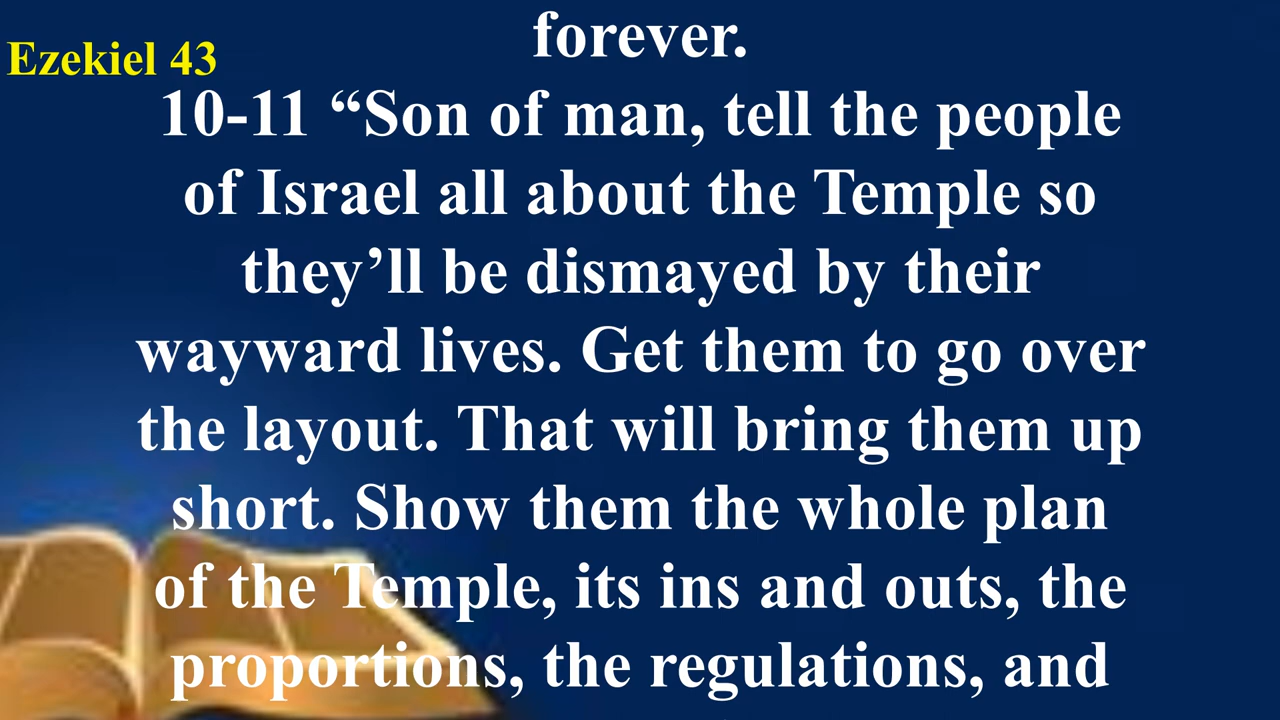 forever.
Ezekiel 43
10-11 “Son of man, tell the people
of Israel all about the Temple so
they’ll be dismayed by their
wayward lives. Get them to go over
the layout. That will bring them up
short. Show them the whole plan
of the Temple, its ins and outs, the
proportions, the regulations, and